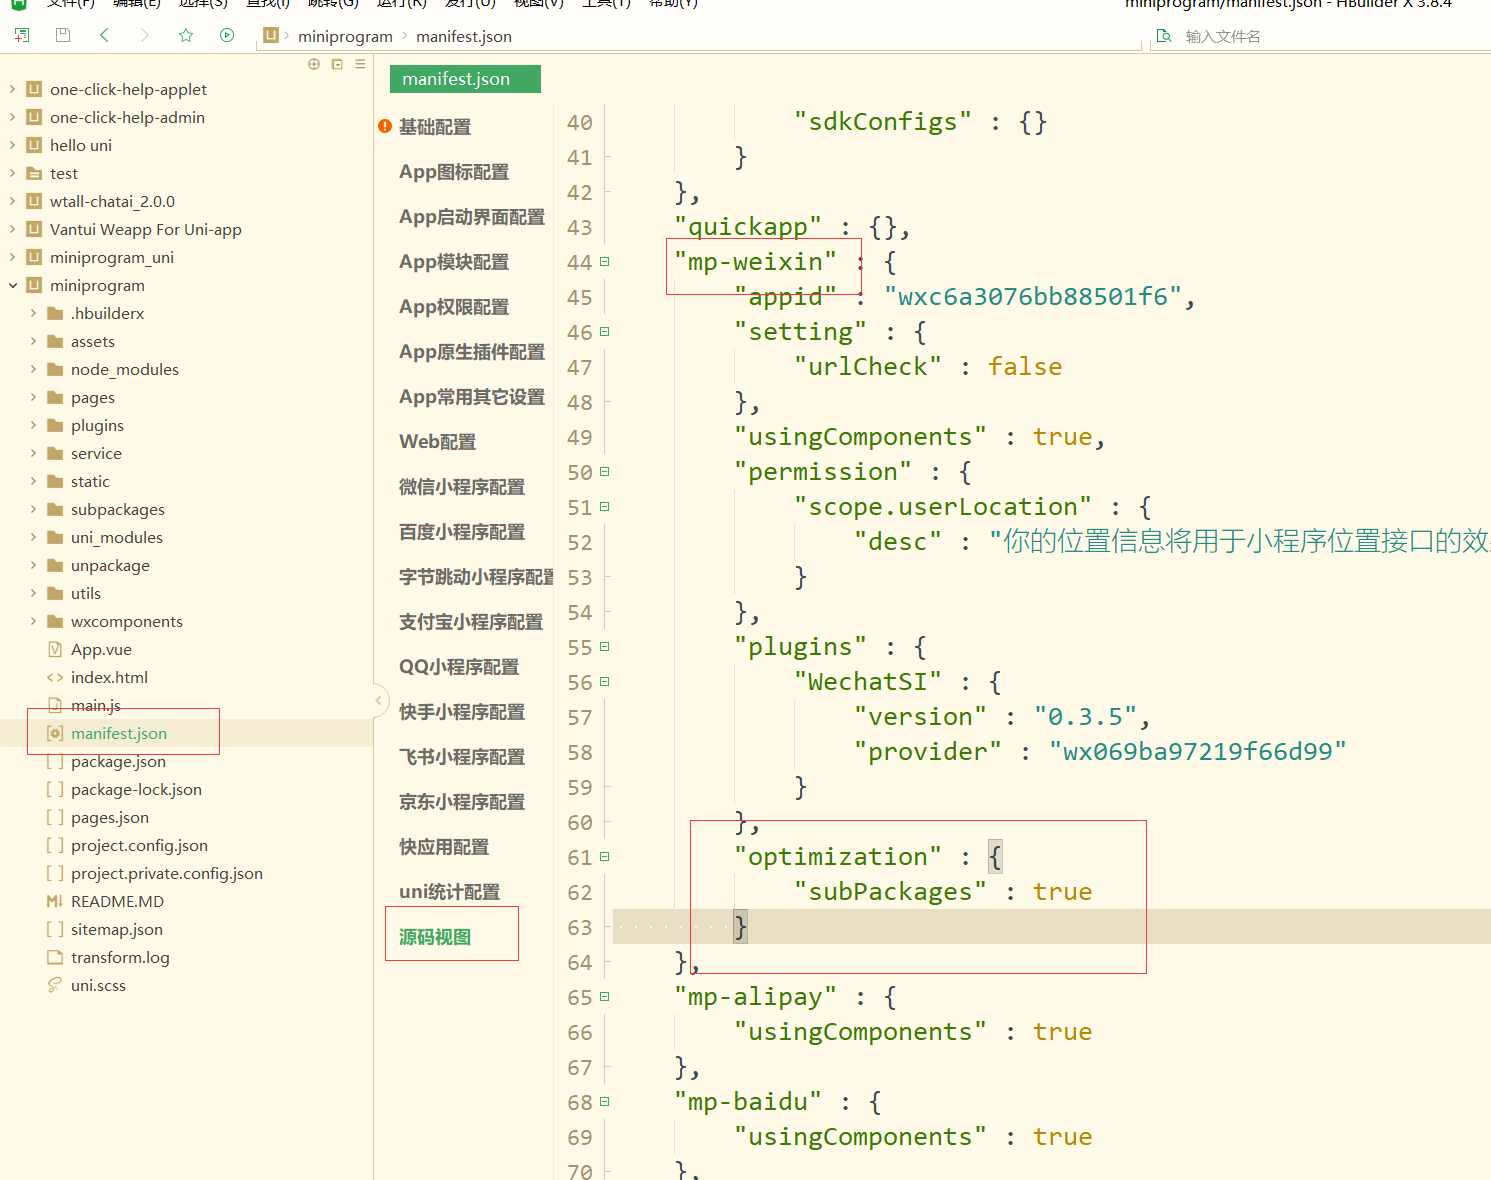 文件(F) 编辑(E) 选择(S) 查找(I) 跳转(G) 运行(R) 发行(U) 视图(V) 工具(T) 帮助(Y)
miniprogram/manifest.json - HBuilder X 3.8.4
miniprogram
manifest.json
输入文件名
one-click-help-applet
one-click-help-admin
hello uni
test
wtall-chatai_2.0.0
Vantui Weapp For Uni-app
miniprogram_uni
miniprogram
.hbuilderx
assets
node_modules
pages
plugins
service
static
subpackages
uni_modules
unpackage
utils
wxcomponents
App.vue
index.html
main.js
manifest.json
package.json
package-lock.json
pages.json
project.config.json
project.private.config.json
README.MD
sitemap.json
transform.log
uni.scss
manifest.json
基础配置
App图标配置
App启动界面配置
App模块配置
App权限配置
App原生插件配置
App常用其它设置
Web配置
微信小程序配置
百度小程序配置
字节跳动小程序配置
支付宝小程序配置
QQ小程序配置
快手小程序配置
飞书小程序配置
京东小程序配置
快应用配置
uni统计配置
源码视图
40 "sdkConfigs" : {}
41 }
42 },
43 "quickapp" : {},
44 "mp-weixin" : {
45 "appid" : "wxc6a3076bb88501f6",
46 "setting" : {
47 "urlCheck" : false
48 },
49 "usingComponents" : true,
50 "permission" : {
51 "scope.userLocation" : {
52 "desc" : "你的位置信息将用于小程序位置接口的效
53 }
54 },
55 "plugins" : {
56 "WechatSI" : {
57 "version" : "0.3.5",
58 "provider" : "wx069ba97219f66d99"
59 }
60 },
61 "optimization" : {
62 "subPackages" : true
63 }
64 },
65 "mp-alipay" : {
66 "usingComponents" : true
67 },
68 "mp-baidu" : {
69 "usingComponents" : true
70 },